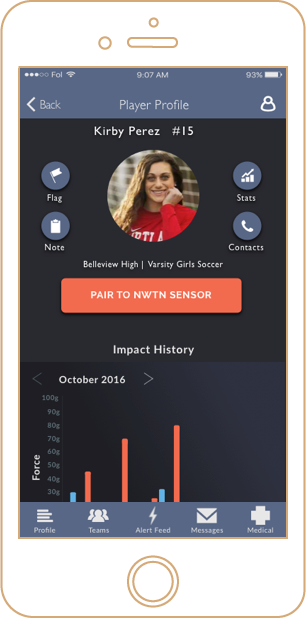 ●●●○○ Fol 9:07 AM 93%
Back Player Profile
Kirby Perez #15
Flag Stats
Note Contacts
Belleview High | Varsity Girls Soccer
PAIR TO NWTN SENSOR
Impact History
October 2016
100g
90g
80g
70g
60g
50g
40g
30g
Force
Profile Teams Alert Feed Messages Medical